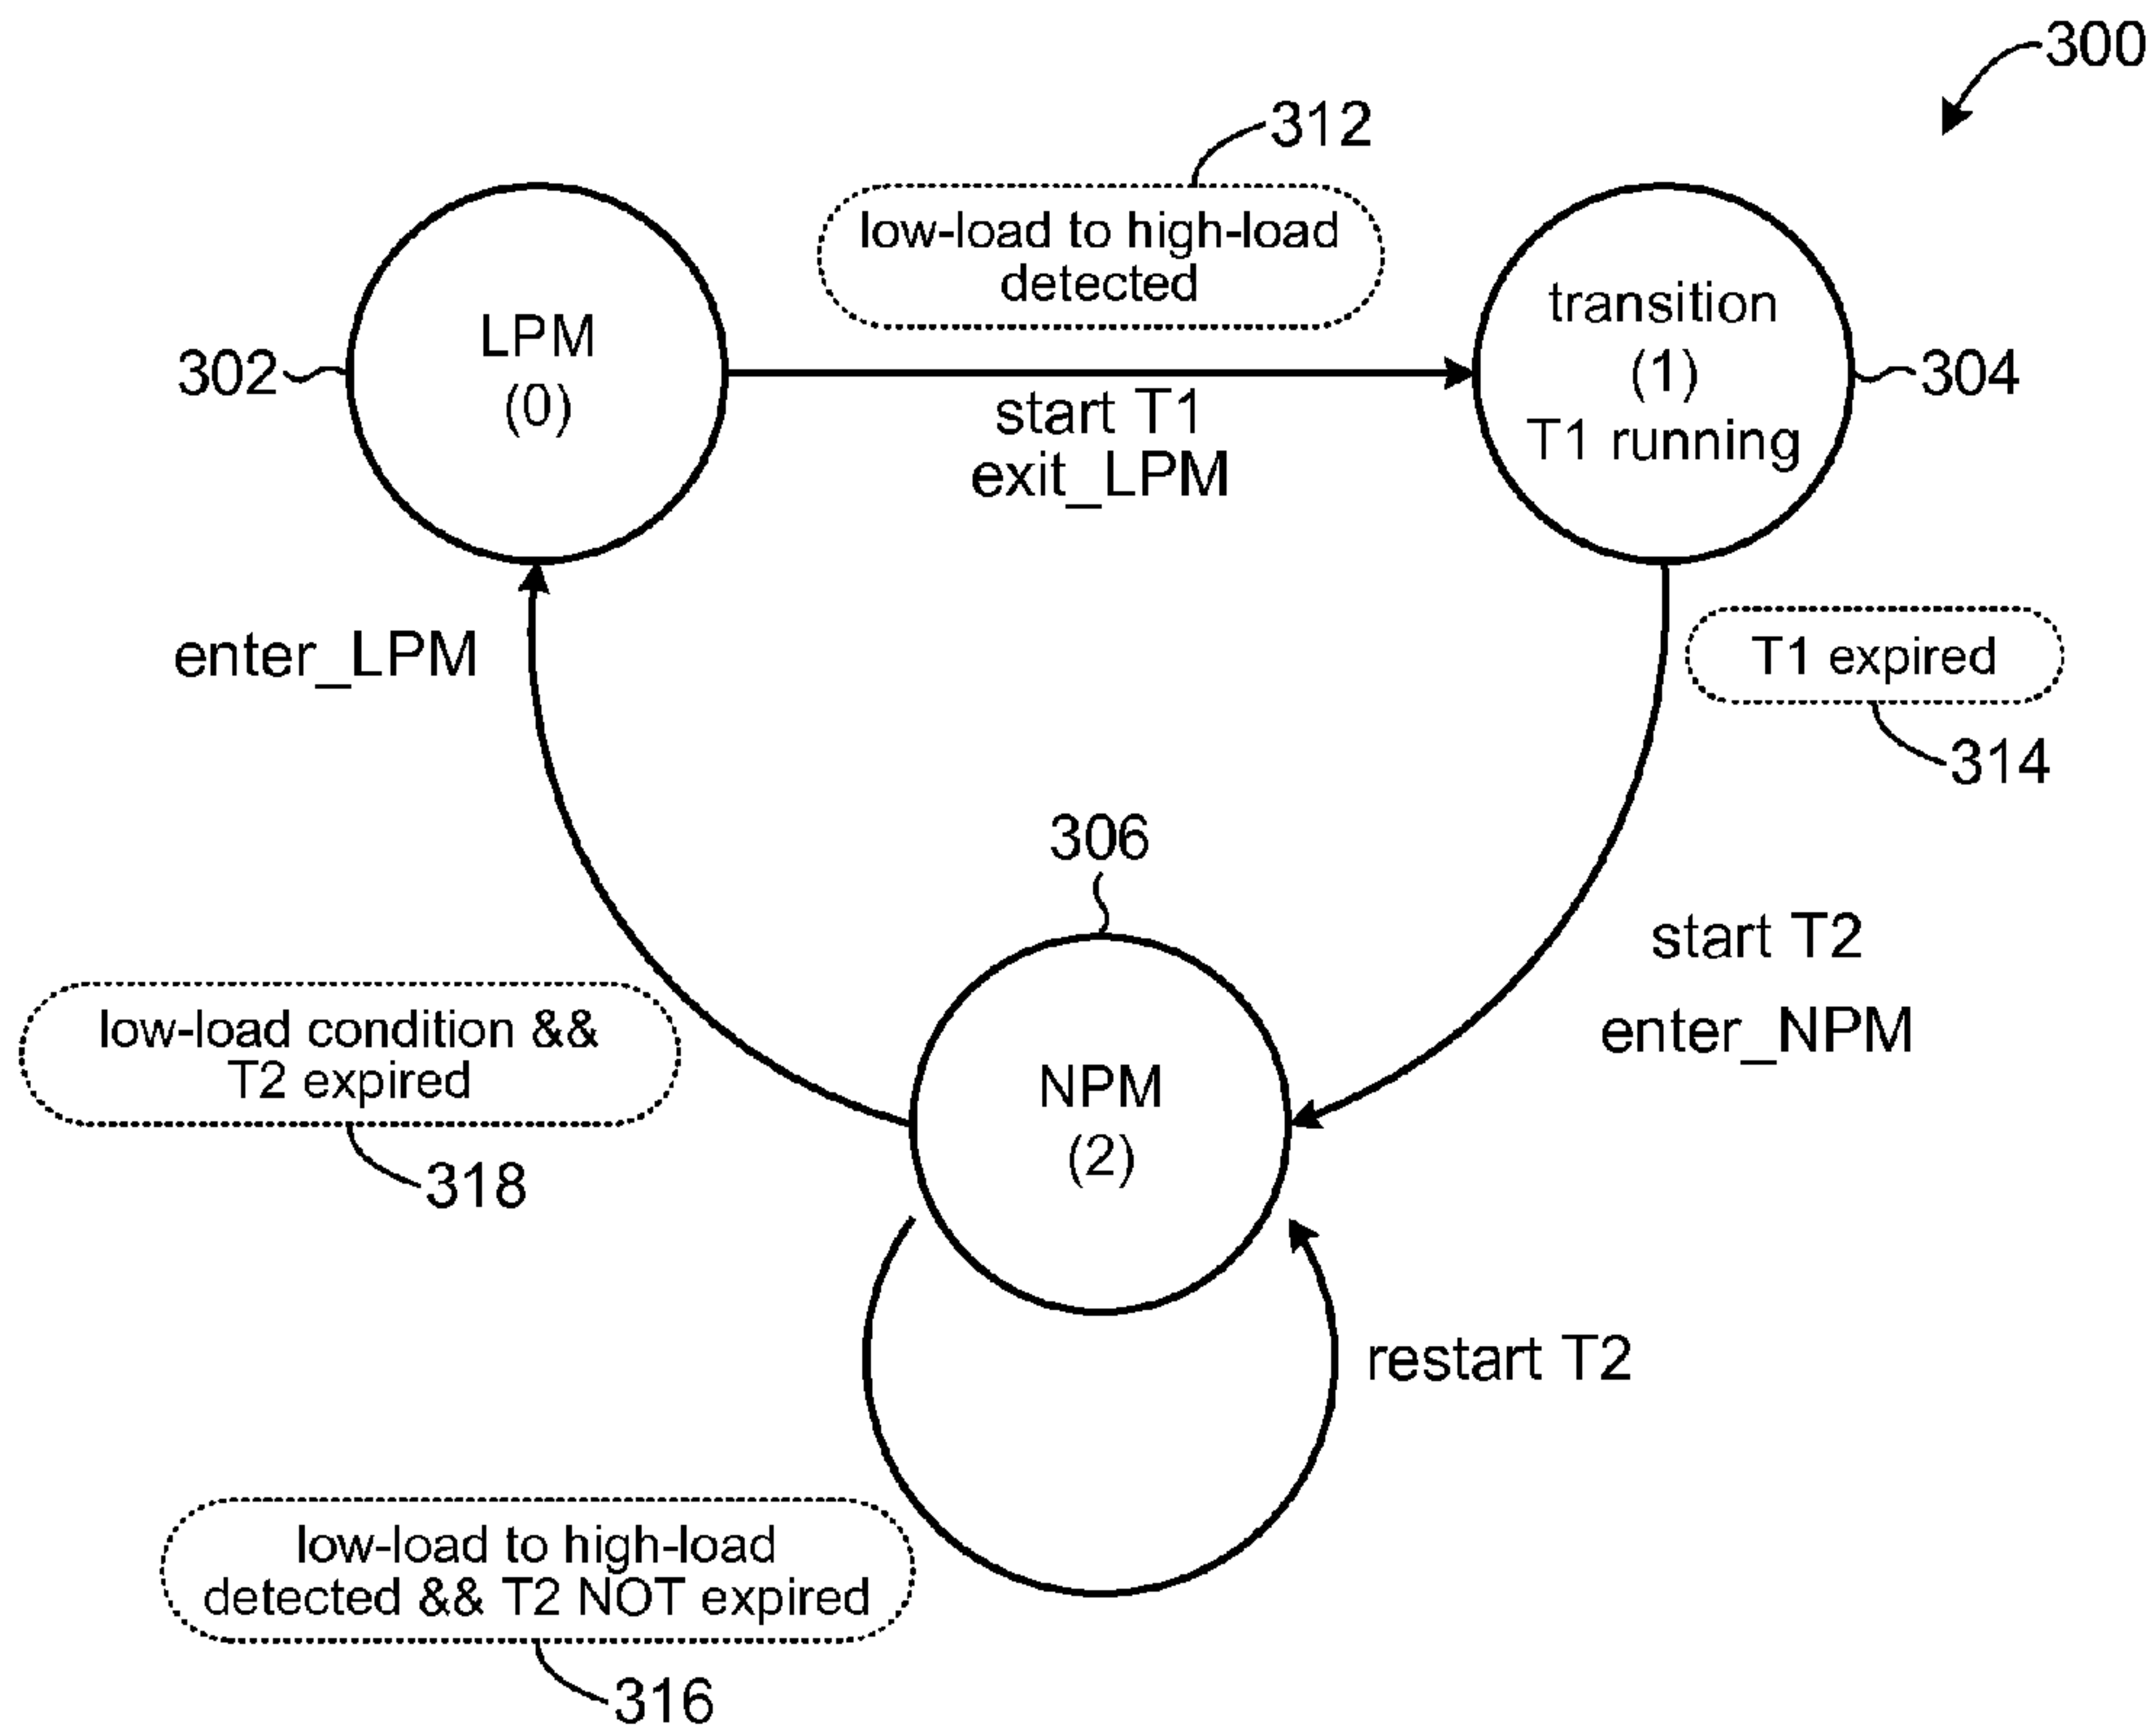 300
312
low-load to high-load
detected
LPM
(0)
302
transition
(1)
T1 running
304
start T1
exit_LPM
enter_LPM
T1 expired
314
306
start T2
enter_NPM
low-load condition &&
T2 expired
318
NPM
(2)
restart T2
low-load to high-load
detected && T2 NOT expired
316